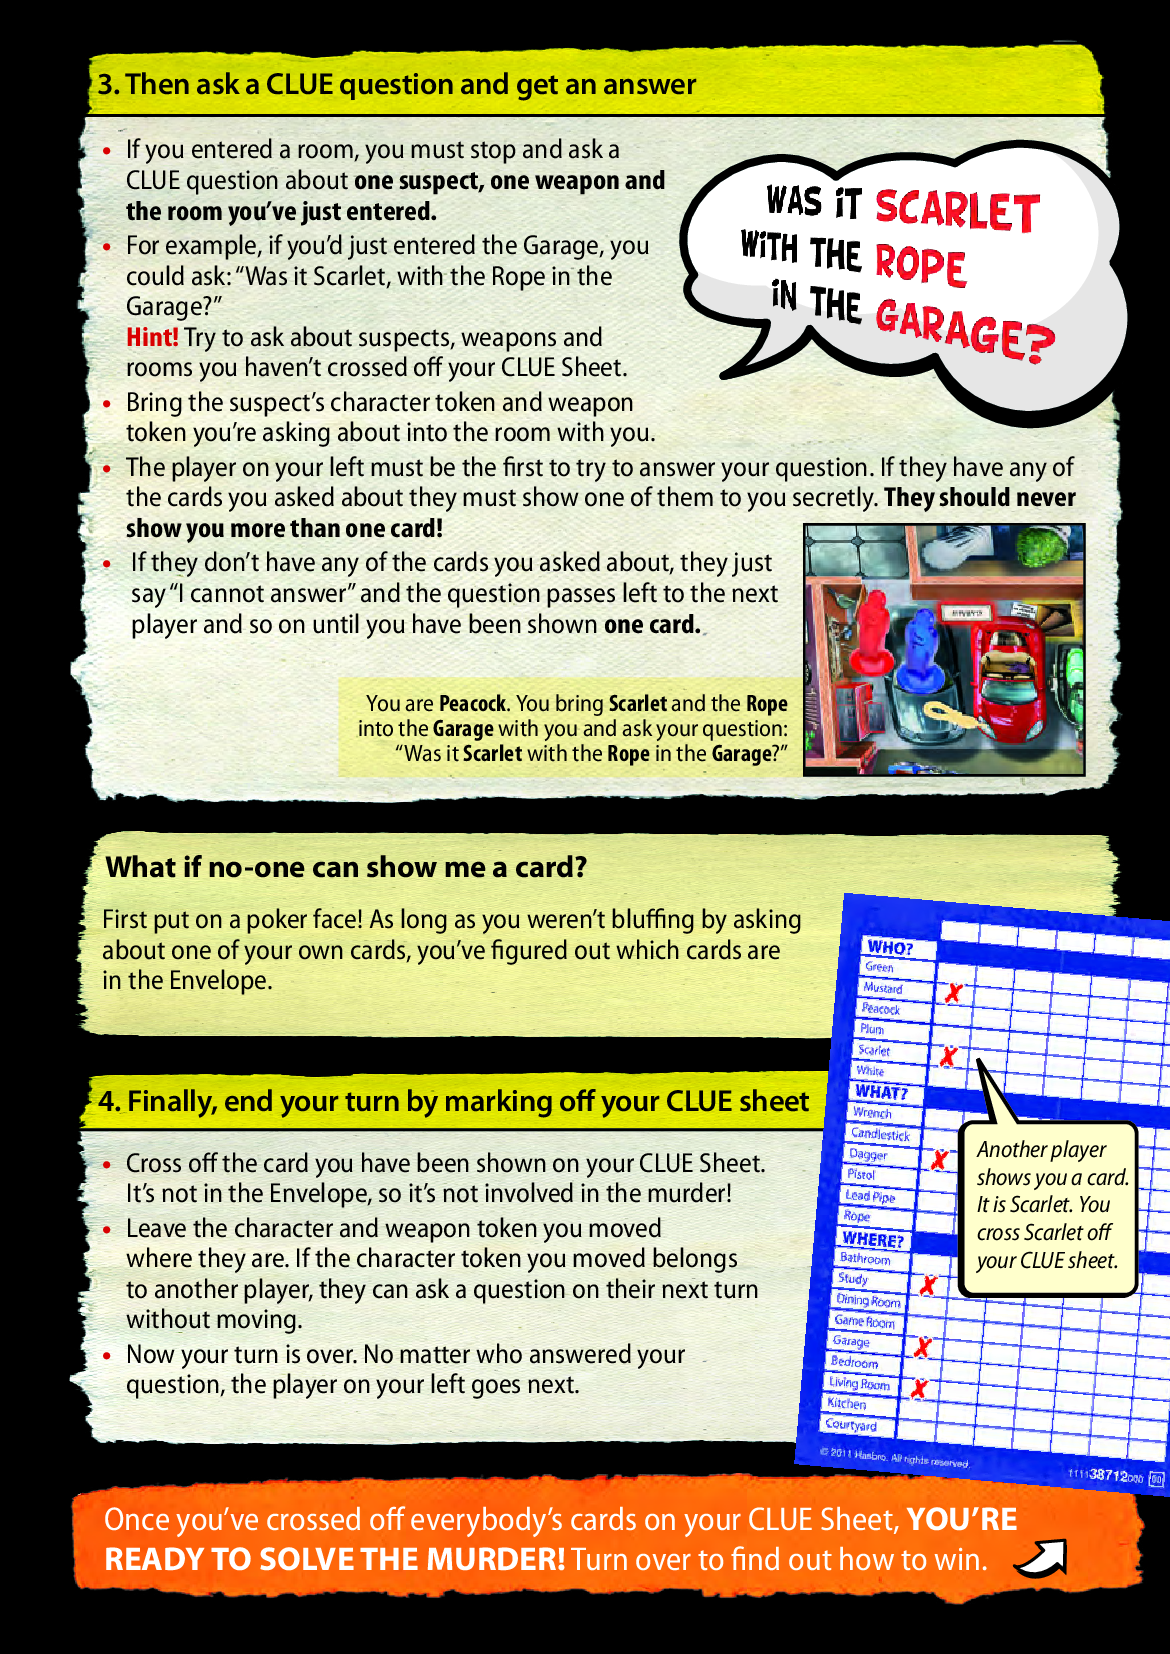 3. Then ask a CLUE question and get an answer
• If you entered a room, you must stop and ask a
CLUE question about one suspect, one weapon and
the room you've just entered.
• For example, if you'd just entered the Garage, you
could ask: “Was it Scarlet, with the Rope in the
Garage?”
Hint! Try to ask about suspects, weapons and
rooms you haven't crossed off your CLUE Sheet.
• Bring the suspect's character token and weapon
token you're asking about into the room with you.
• The player on your left must be the first to try to answer your question. If they have any of
the cards you asked about they must show one of them to you secretly. They should never
show you more than one card!
• If they don't have any of the cards you asked about, they just
say “I cannot answer” and the question passes left to the next
player and so on until you have been shown one card.
WAS iT SCARLET
WiTH THE ROPE
iN THE GARAGE?
You are Peacock. You bring Scarlet and the Rope
into the Garage with you and ask your question:
“Was it Scarlet with the Rope in the Garage?”
What if no-one can show me a card?
First put on a poker face! As long as you weren't bluffing by asking
about one of your own cards, you've figured out which cards are
in the Envelope.
4. Finally, end your turn by marking off your CLUE sheet
• Cross off the card you have been shown on your CLUE Sheet.
It's not in the Envelope, so it's not involved in the murder!
• Leave the character and weapon token you moved
where they are. If the character token you moved belongs
to another player, they can ask a question on their next turn
without moving.
• Now your turn is over. No matter who answered your
question, the player on your left goes next.
WHO?
Green
Mustard X
Peacock
Plum
Scarlet X
White
WHAT?
Wrench
Candlestick
Dagger X
Pistol
Lead Pipe
Rope
WHERE?
Bathroom
Study X
Dining Room
Game Room
Garage X
Bedroom
Living Room X
Kitchen
Courtyard
© 2011 Hasbro. All rights reserved.
111138712000 00
Another player
shows you a card.
It is Scarlet. You
cross Scarlet off
your CLUE sheet.
Once you've crossed off everybody's cards on your CLUE Sheet, YOU'RE
READY TO SOLVE THE MURDER! Turn over to find out how to win.